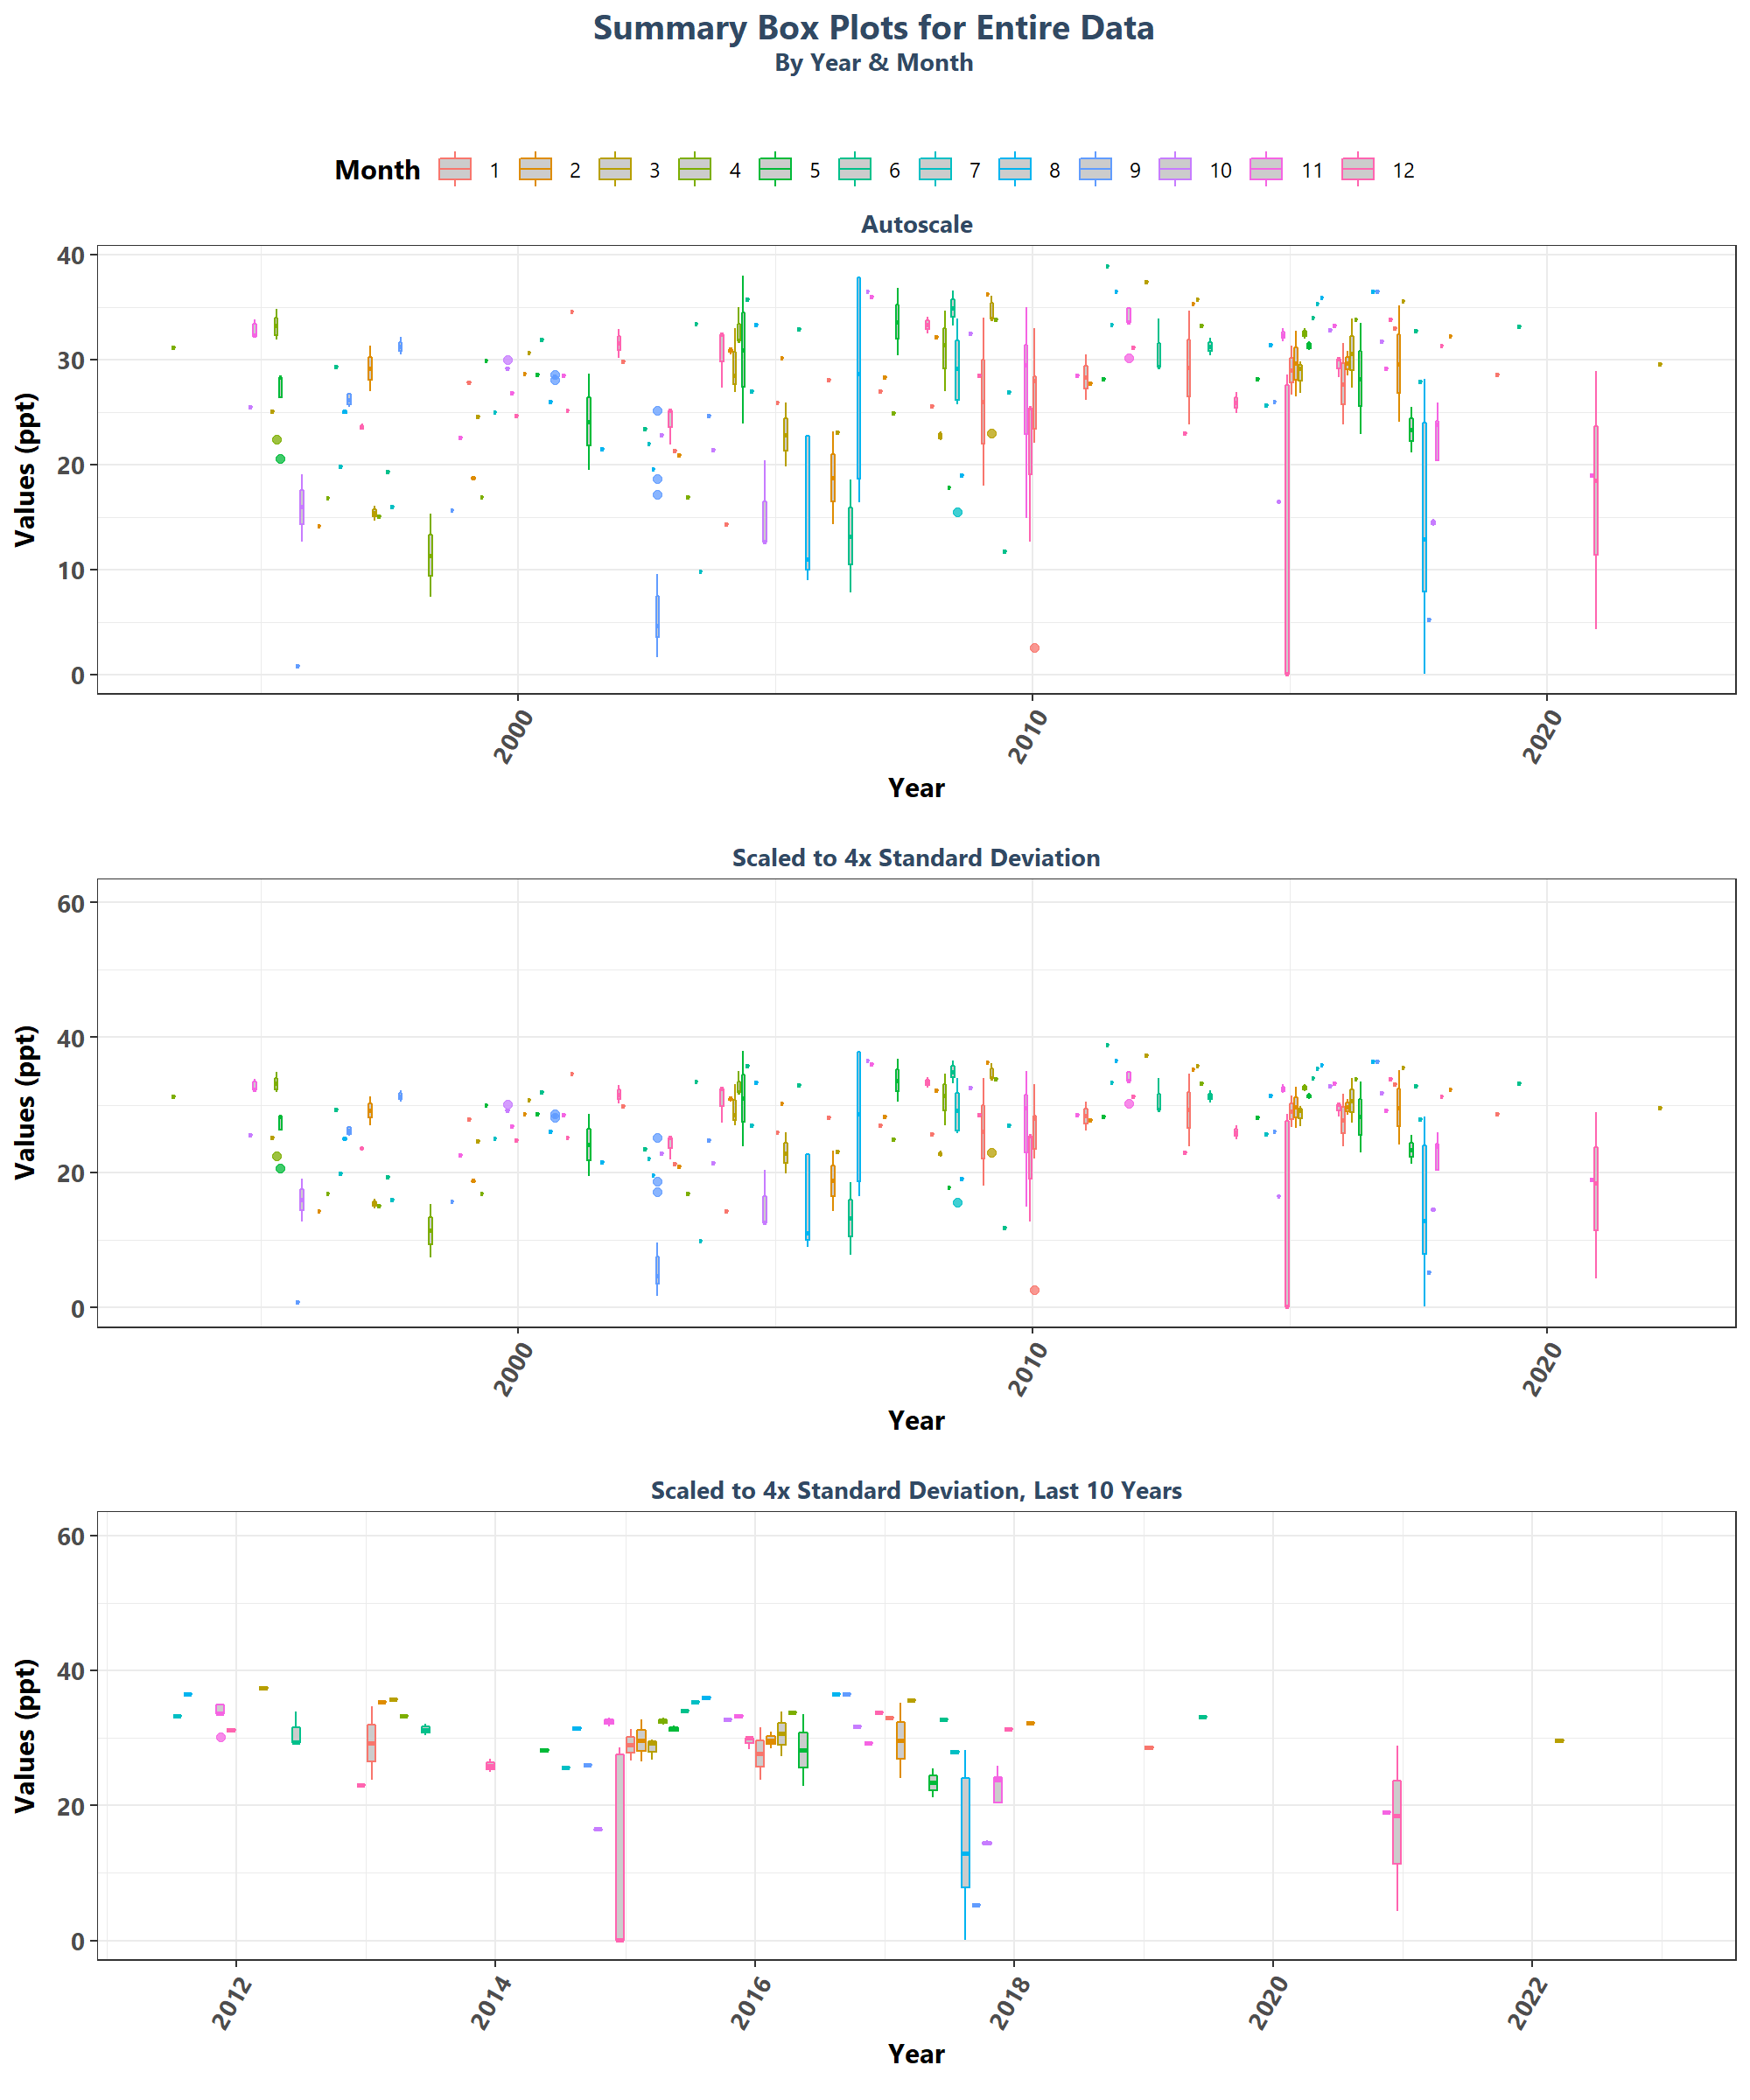 Summary Box Plots for Entire Data
By Year & Month
Month 1 2 3 4 5 6 7 8 9 10 11 12
Autoscale
Values (ppt)
40
30
20
10
0
2000 2010 2020
Year
Scaled to 4x Standard Deviation
Values (ppt)
60
40
20
0
2000 2010 2020
Year
Scaled to 4x Standard Deviation, Last 10 Years
Values (ppt)
60
40
20
0
2012 2014 2016 2018 2020 2022
Year